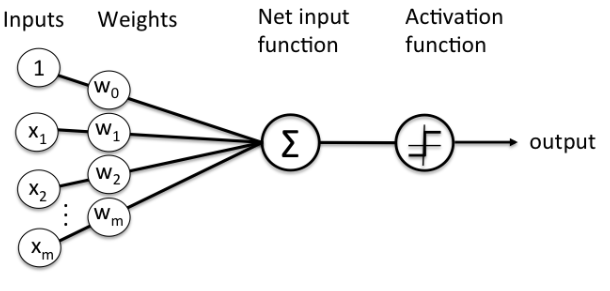 Inputs
Weights
Net input
function
Activation
function
1
w₀
x₁
w₁
x₂
w₂
⋮
xₘ
wₘ
Σ
output